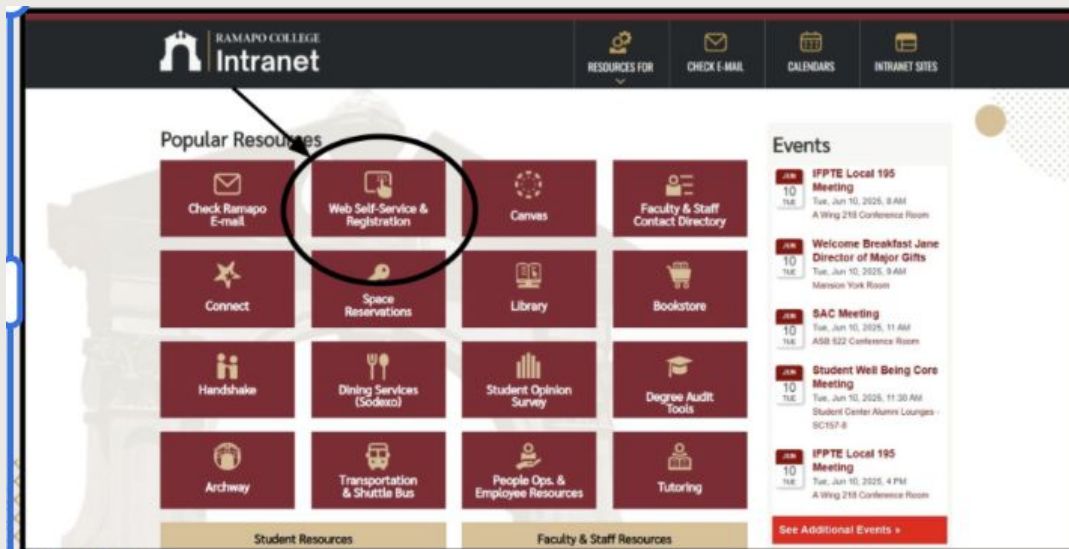 RAMAPO COLLEGE
Intranet
RESOURCES FOR
CHECK E-MAIL
CALENDARS
INTRANET SITES
Popular Resources
Check Ramapo
E-mail
Web Self-Service &
Registration
Canvas
Faculty & Staff
Contact Directory
Connect
Space
Reservations
Library
Bookstore
Handshake
Dining Services
(Sodexo)
Student Opinion
Survey
Degree Audit
Tools
Archway
Transportation
& Shuttle Bus
People Ops. &
Employee Resources
Tutoring
Student Resources
Faculty & Staff Resources
Events
JUN
10
TUE
IFPTE Local 195
Meeting
Tue, Jun 10, 2025, 8 AM
A Wing 218 Conference Room
JUN
10
TUE
Welcome Breakfast Jane
Director of Major Gifts
Tue, Jun 10, 2025, 9 AM
Mansion York Room
JUN
10
TUE
SAC Meeting
Tue, Jun 10, 2025, 11 AM
ASB 522 Conference Room
JUN
10
TUE
Student Well Being Core
Meeting
Tue, Jun 10, 2025, 11:30 AM
Student Center Alumni Lounges -
SC157-8
JUN
10
TUE
IFPTE Local 195
Meeting
Tue, Jun 10, 2025, 4 PM
A Wing 218 Conference Room
See Additional Events »